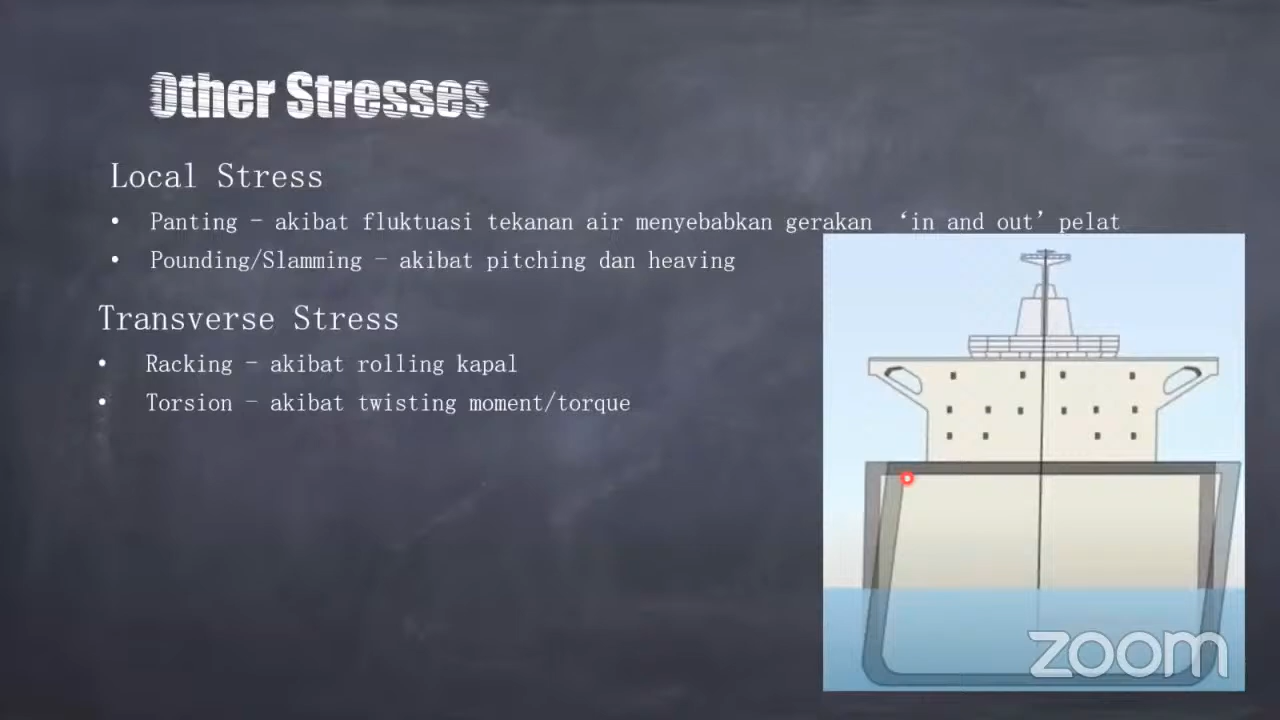 Other Stresses
Local Stress
• Panting - akibat fluktuasi tekanan air menyebabkan gerakan ‘in and out’ pelat
• Pounding/Slamming - akibat pitching dan heaving
Transverse Stress
• Racking - akibat rolling kapal
• Torsion - akibat twisting moment/torque
zoom